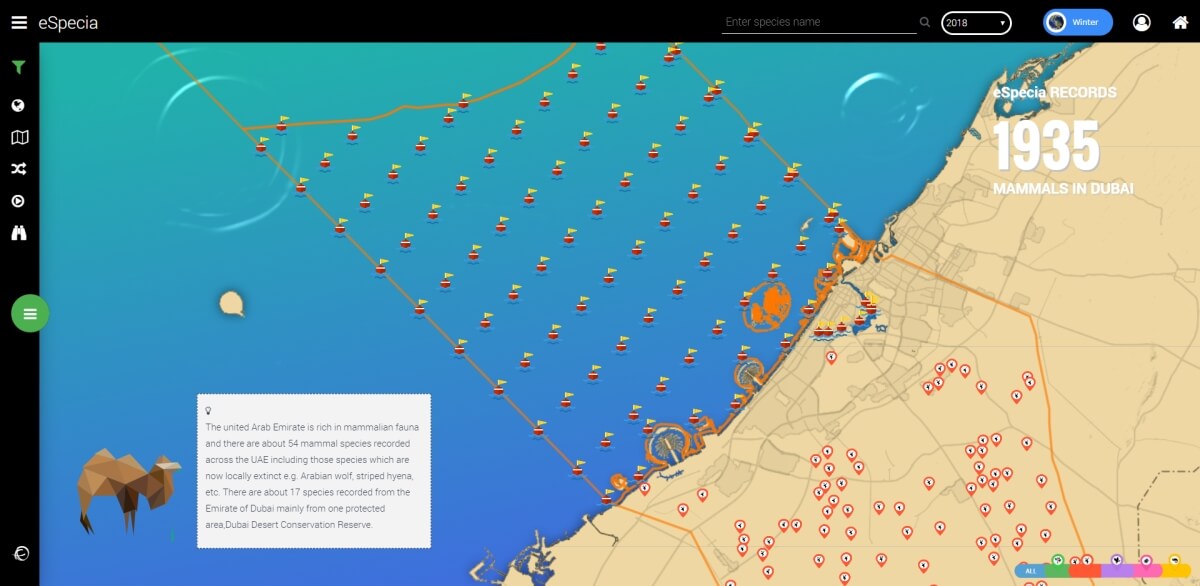 eSpecia
Enter species name
2018
Winter
eSpecia RECORDS
1935
MAMMALS IN DUBAI
The united Arab Emirate is rich in mammalian fauna
and there are about 54 mammal species recorded
across the UAE including those species which are
now locally extinct e.g. Arabian wolf, striped hyena,
etc. There are about 17 species recorded from the
Emirate of Dubai mainly from one protected
area,Dubai Desert Conservation Reserve.
ALL